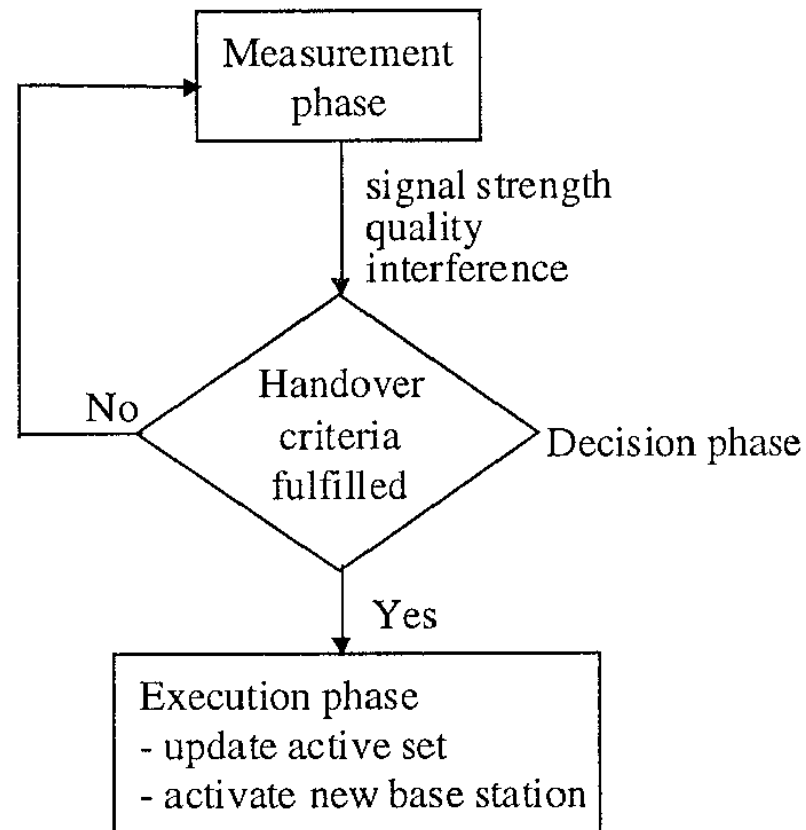 Measurement
phase
signal strength
quality
interference
No
Handover
criteria
fulfilled
Decision phase
Yes
Execution phase
- update active set
- activate new base station